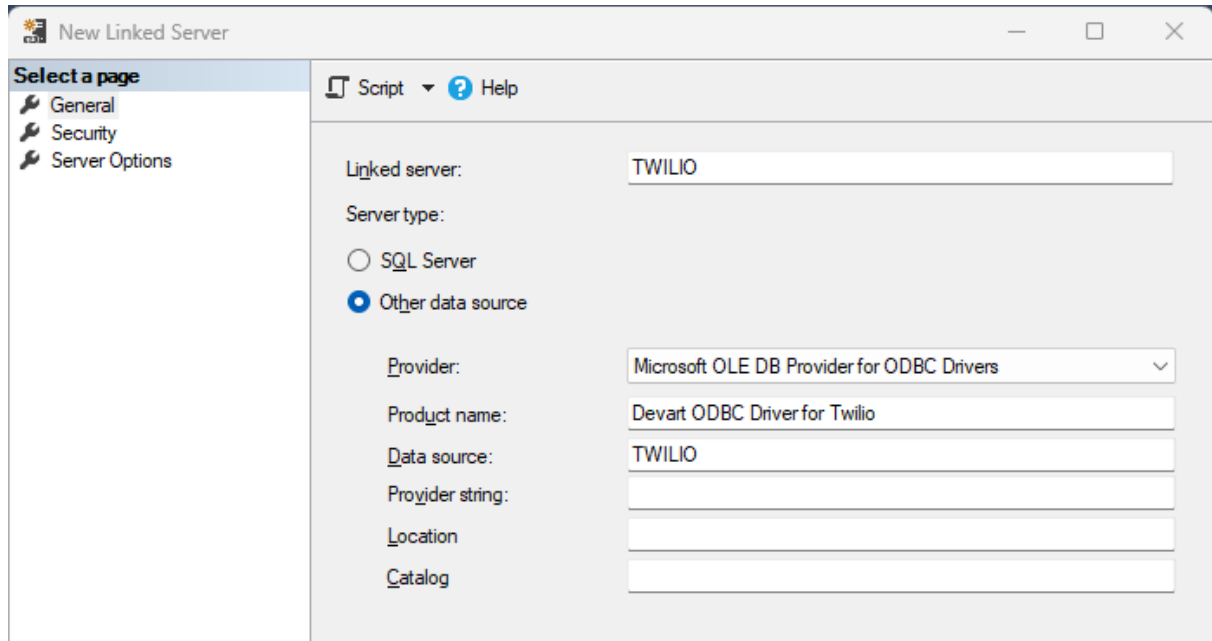 New Linked Server
Select a page
General
Security
Server Options
Script
Help
Linked server:
TWILIO
Server type:
SQL Server
Other data source
Provider:
Microsoft OLE DB Provider for ODBC Drivers
Product name:
Devart ODBC Driver for Twilio
Data source:
TWILIO
Provider string:
Location
Catalog